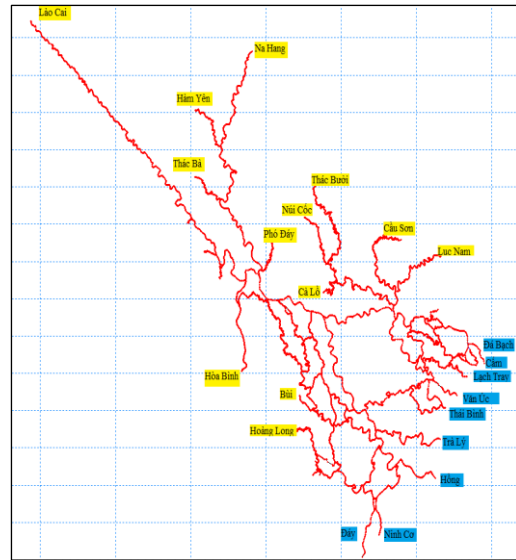 Lào Cai
Na Hang
Hàm Yên
Thác Bà
Thác Bưởi
Núi Cốc
Phó Đáy
Cầu Sơn
Luc Nam
Cà Lồ
Hòa Bình
Bùi
Hoàng Long
Đá Bạch
Cấm
Lạch Tray
Văn Úc
Thái Bình
Trà Lý
Hồng
Đáy
Ninh Cơ